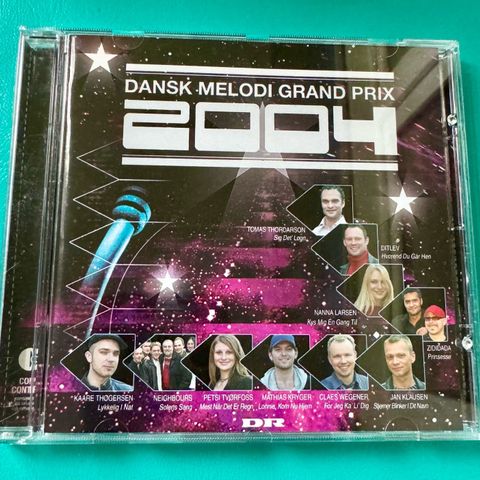 DANSK MELODI GRAND PRIX
2004
TOMAS THORDARSON
Sig Det' Løgn
DITLEV
Hvorend Du Går Hen
NANNA LARSEN
Kys Mig En Gang Til
ZIDIDADA
Prinsesse
KAARE THØGERSEN
Lykkelig I Nat
NEIGHBOURS
Solens Sang
PETSI TVØRFOSS
Mest Når Det Er Regn
MATHIAS KRYGER
Lonnie, Kom Nu Hjem
CLAES WEGENER
For Jeg Ka' Li' Dig
JAN KLAUSEN
Stjerner Blinker I Dit Navn
DR